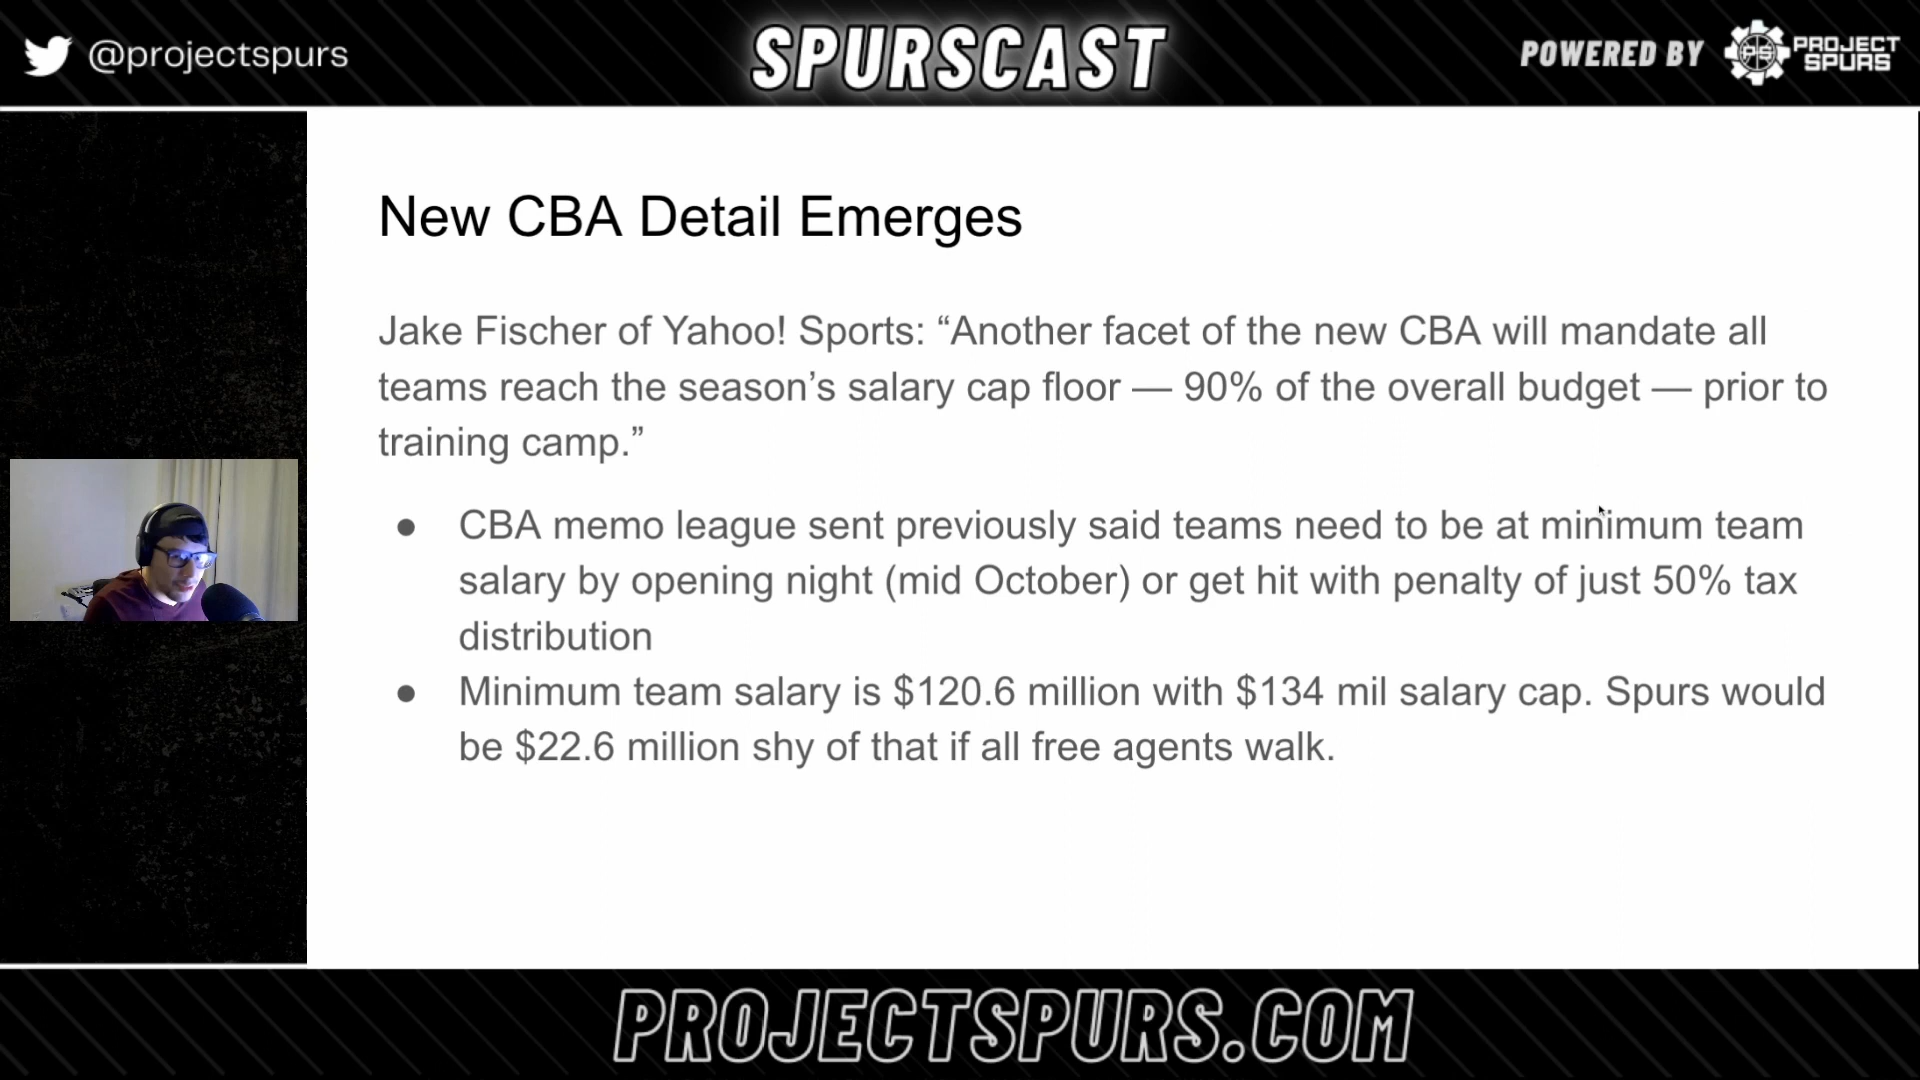 @projectspurs
SPURSCAST
POWERED BY
PS
PROJECT
SPURS
New CBA Detail Emerges
Jake Fischer of Yahoo! Sports: “Another facet of the new CBA will mandate all
teams reach the season’s salary cap floor — 90% of the overall budget — prior to
training camp.”
● CBA memo league sent previously said teams need to be at minimum team
salary by opening night (mid October) or get hit with penalty of just 50% tax
distribution
● Minimum team salary is $120.6 million with $134 mil salary cap. Spurs would
be $22.6 million shy of that if all free agents walk.
PROJECTSPURS.COM